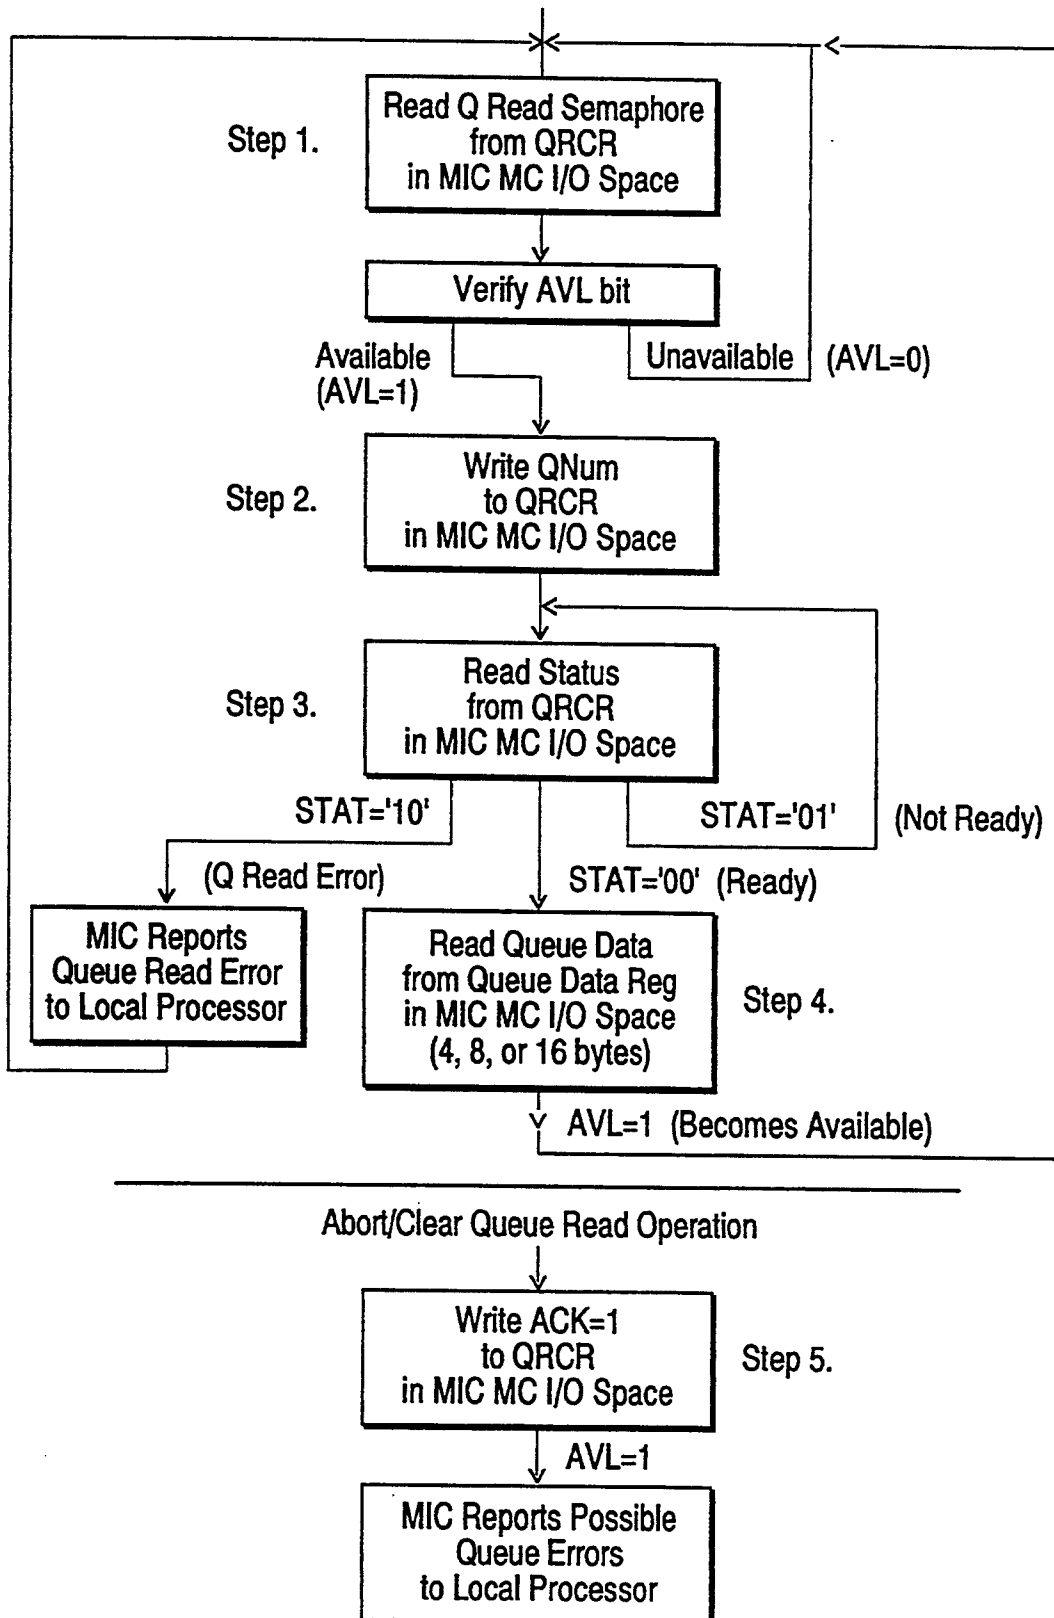 Step 1.
Read Q Read Semaphore
from QRCR
in MIC MC I/O Space
Verify AVL bit
Available
(AVL=1)
Unavailable (AVL=0)
Step 2.
Write QNum
to QRCR
in MIC MC I/O Space
Step 3.
Read Status
from QRCR
in MIC MC I/O Space
STAT='10'
STAT='01' (Not Ready)
(Q Read Error)
STAT='00' (Ready)
MIC Reports
Queue Read Error
to Local Processor
Read Queue Data
from Queue Data Reg
in MIC MC I/O Space
(4, 8, or 16 bytes)
Step 4.
AVL=1 (Becomes Available)
Abort/Clear Queue Read Operation
Write ACK=1
to QRCR
in MIC MC I/O Space
Step 5.
AVL=1
MIC Reports Possible
Queue Errors
to Local Processor